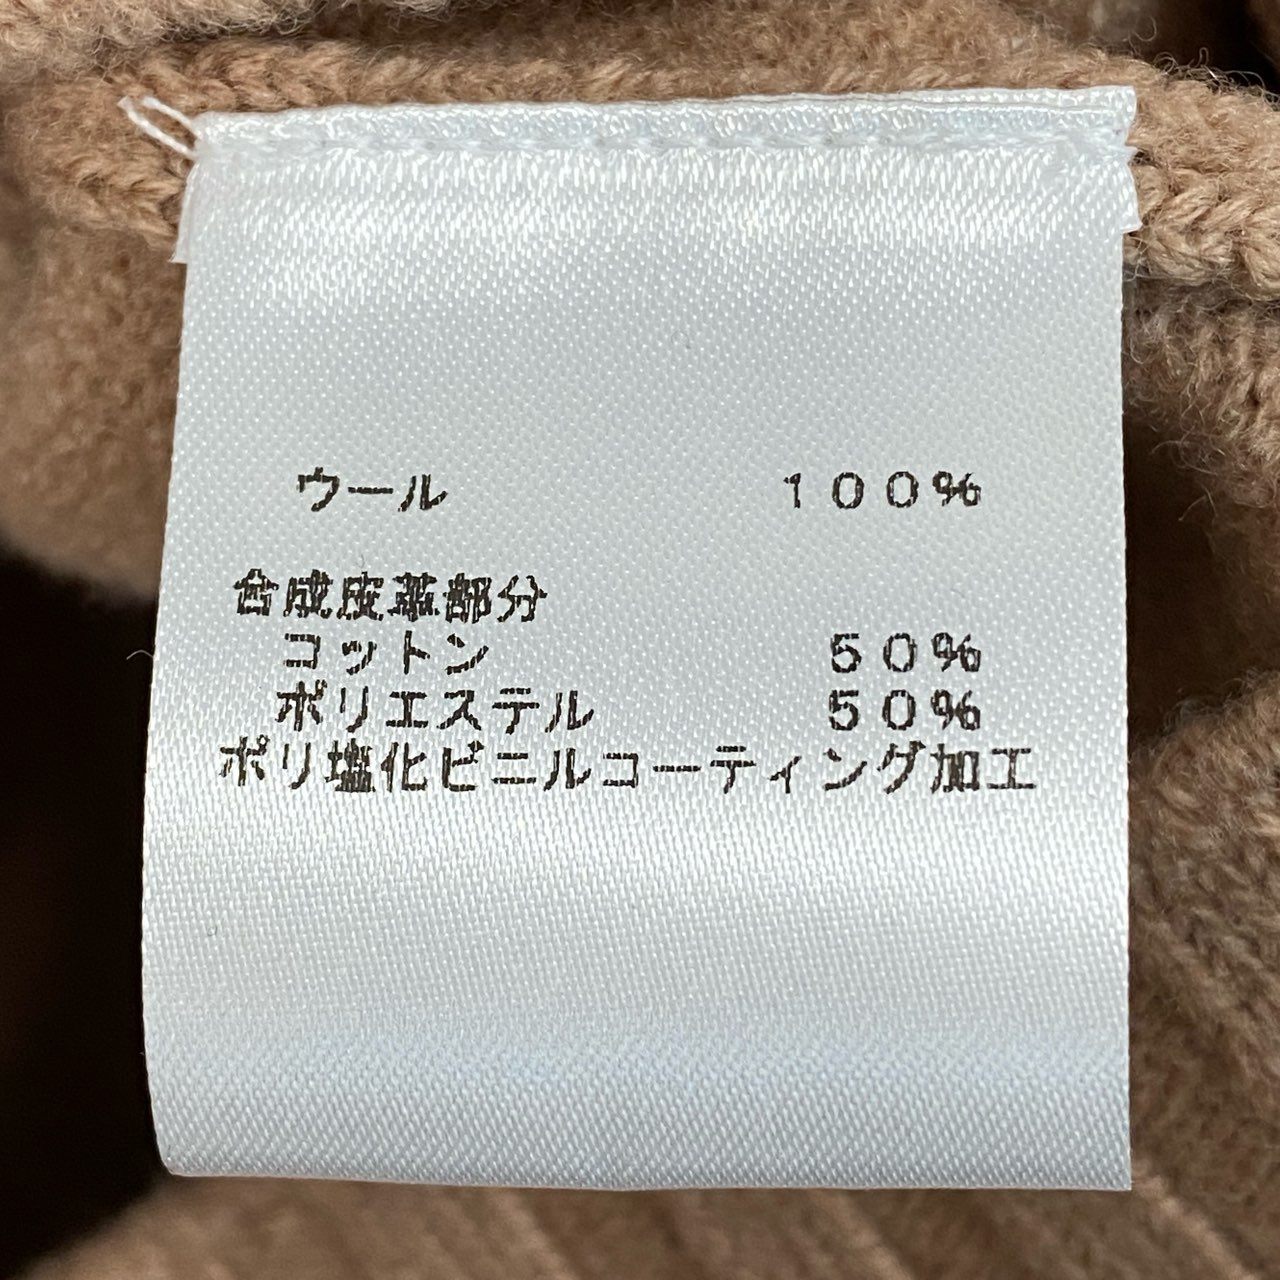 ウール 100%
合成皮革部分
コットン 50%
ポリエステル 50%
ポリ塩化ビニルコーティング加工